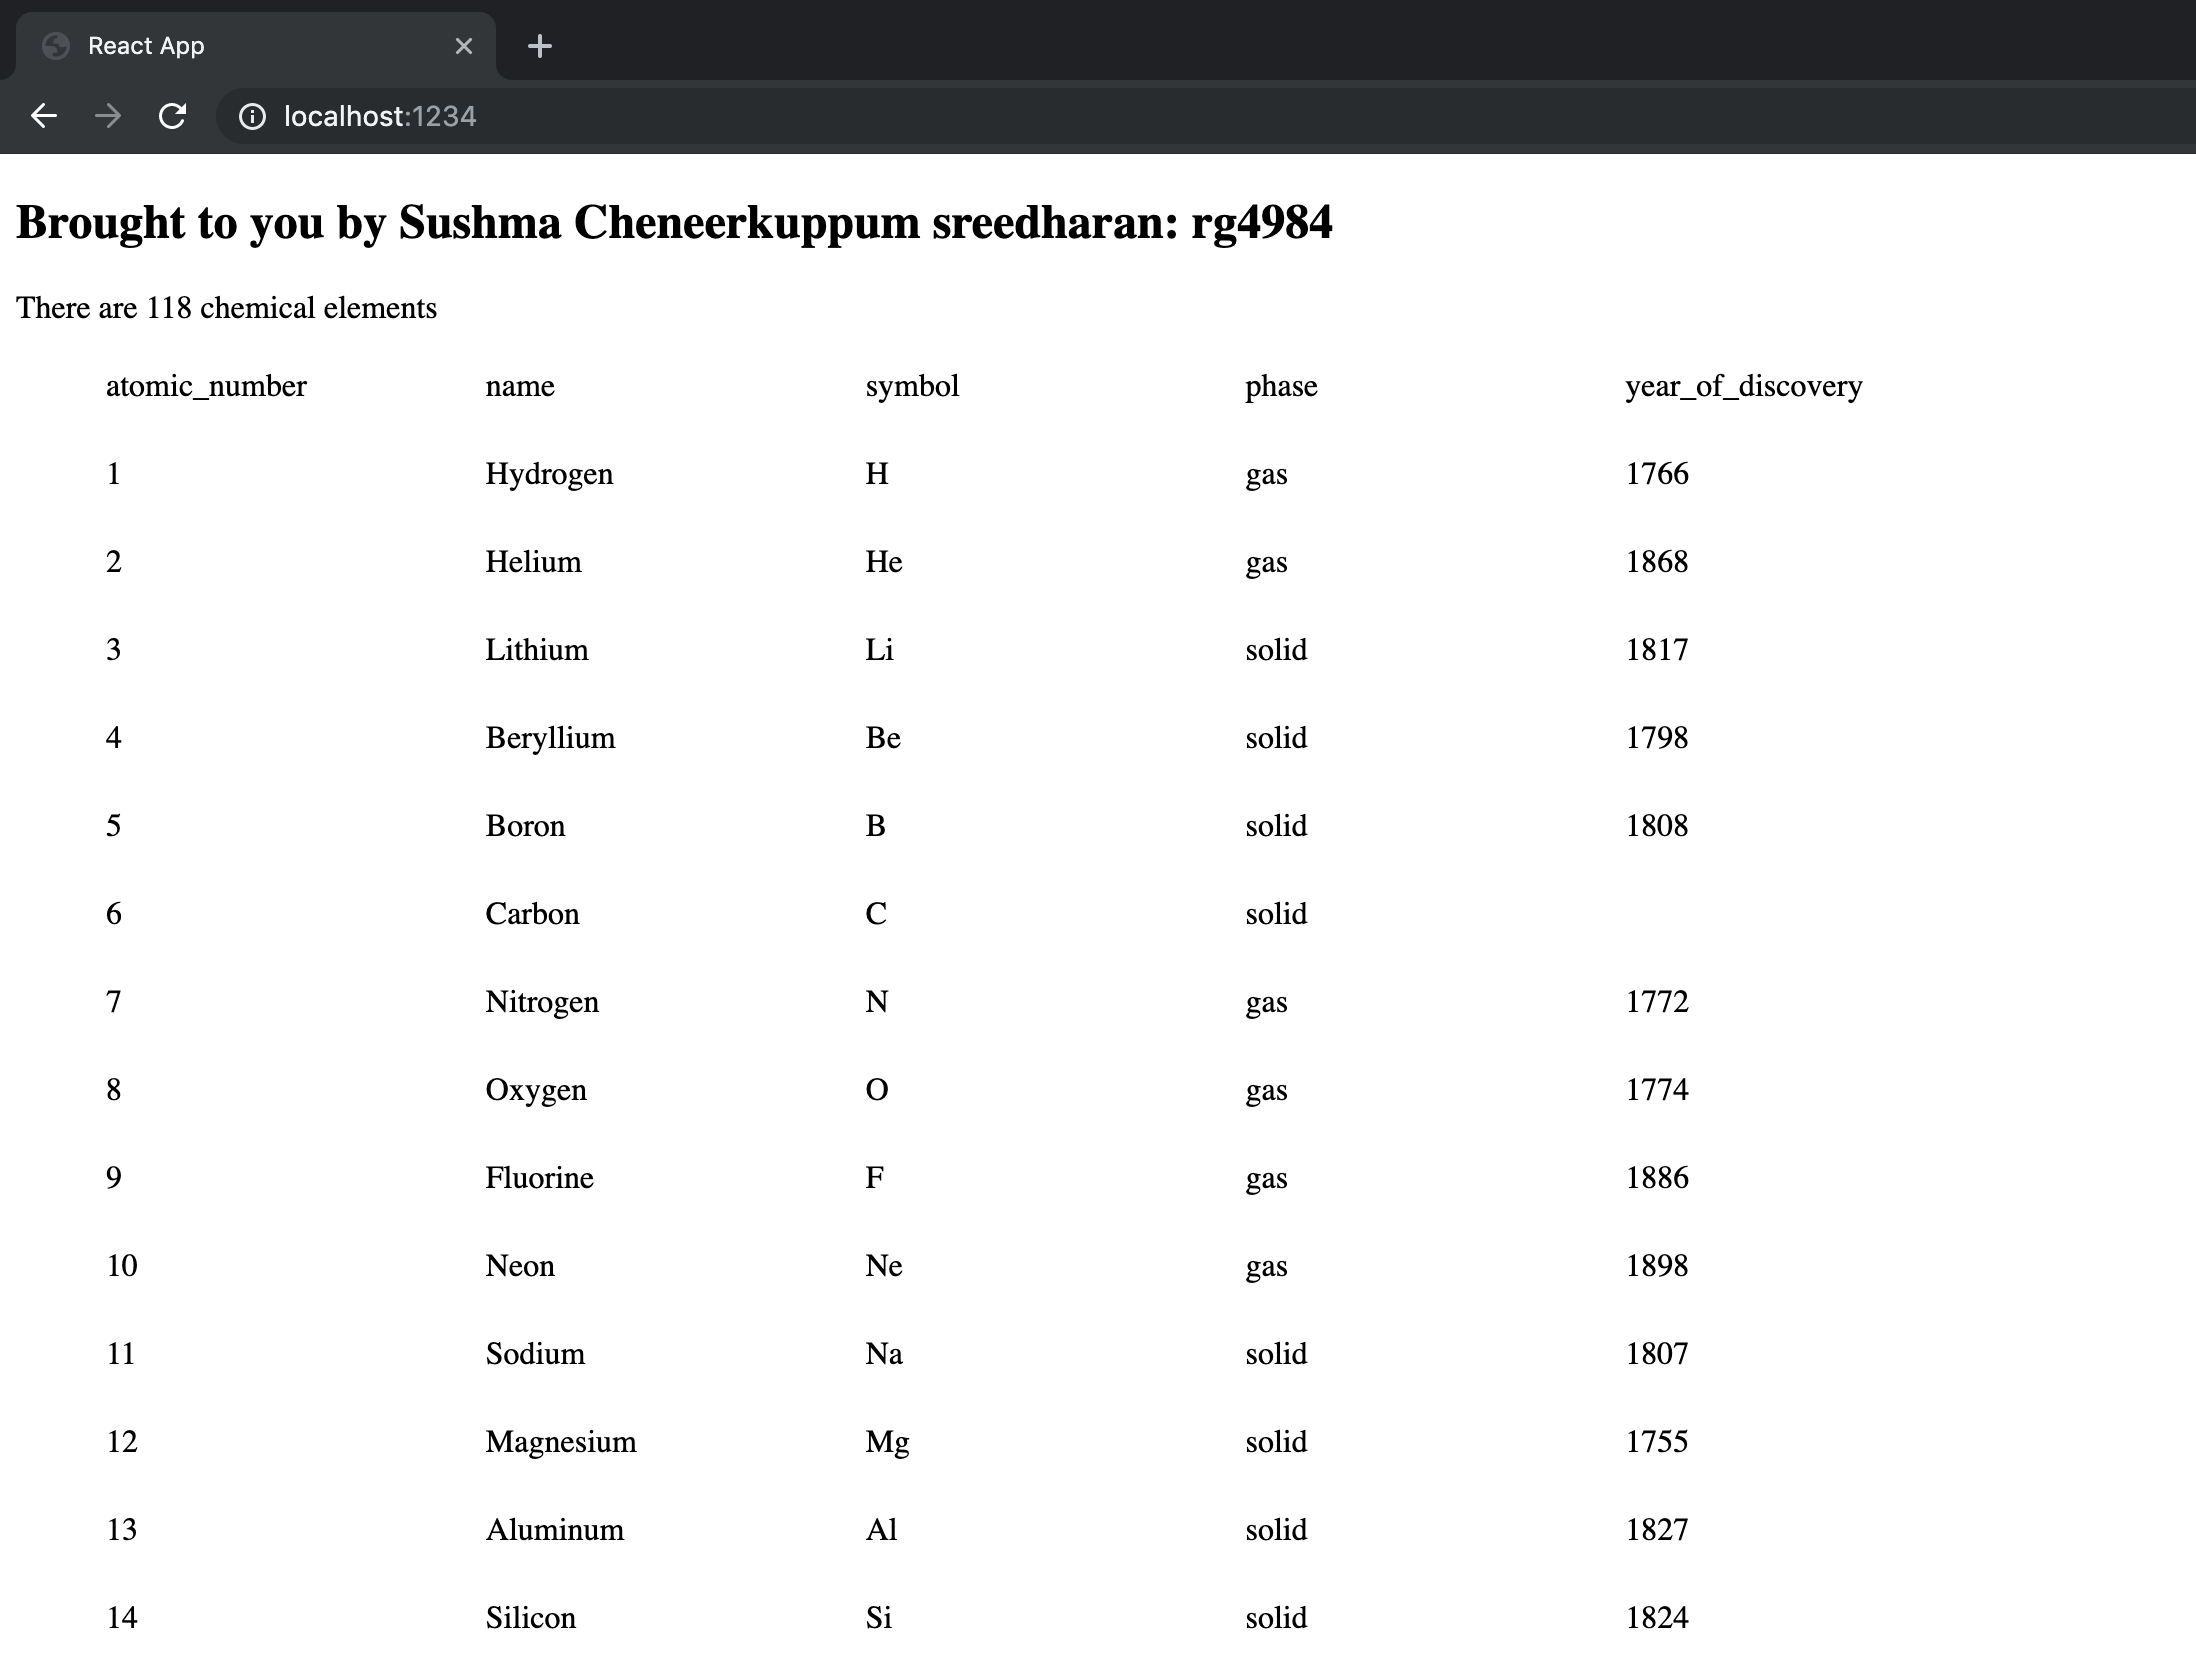 React App
localhost:1234
Brought to you by Sushma Cheneerkuppum sreedharan: rg4984
There are 118 chemical elements
atomic_number name symbol phase year_of_discovery
1 Hydrogen H gas 1766
2 Helium He gas 1868
3 Lithium Li solid 1817
4 Beryllium Be solid 1798
5 Boron B solid 1808
6 Carbon C solid
7 Nitrogen N gas 1772
8 Oxygen O gas 1774
9 Fluorine F gas 1886
10 Neon Ne gas 1898
11 Sodium Na solid 1807
12 Magnesium Mg solid 1755
13 Aluminum Al solid 1827
14 Silicon Si solid 1824